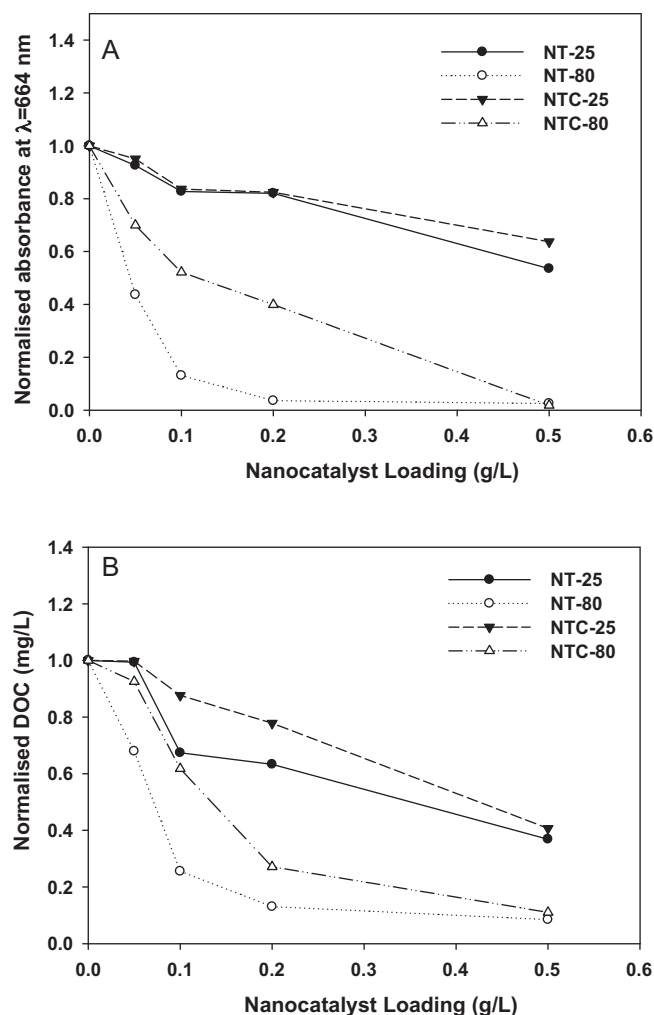 A
NT-25
NT-80
NTC-25
NTC-80
Normalised absorbance at λ=664 nm
1.4
1.2
1.0
0.8
0.6
0.4
0.2
0.0
0.0 0.1 0.2 0.3 0.4 0.5 0.6
Nanocatalyst Loading (g/L)
B
NT-25
NT-80
NTC-25
NTC-80
Normalised DOC (mg/L)
1.4
1.2
1.0
0.8
0.6
0.4
0.2
0.0
0.0 0.1 0.2 0.3 0.4 0.5 0.6
Nanocatalyst Loading (g/L)